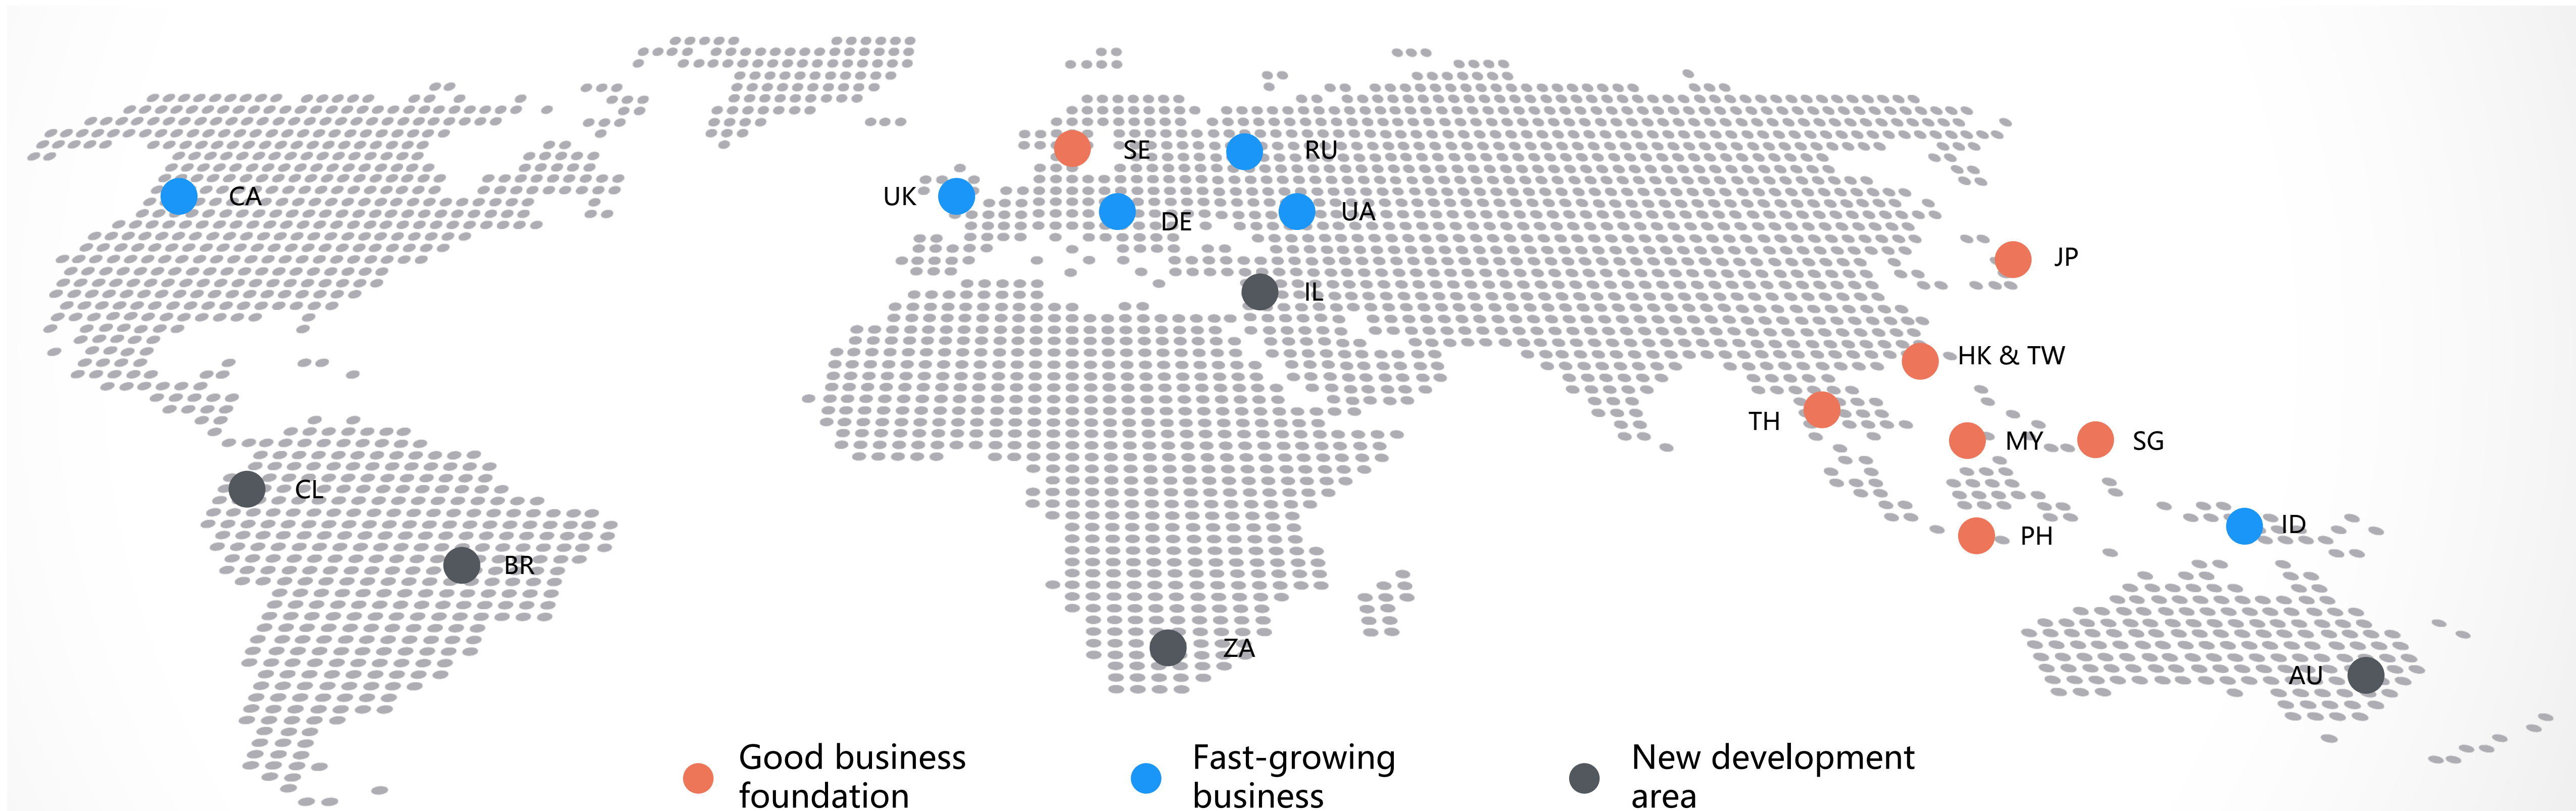 SE
RU
CA
UK
DE
UA
JP
IL
HK & TW
TH
MY
SG
CL
ID
PH
BR
ZA
AU
Good business
foundation
Fast-growing
business
New development
area